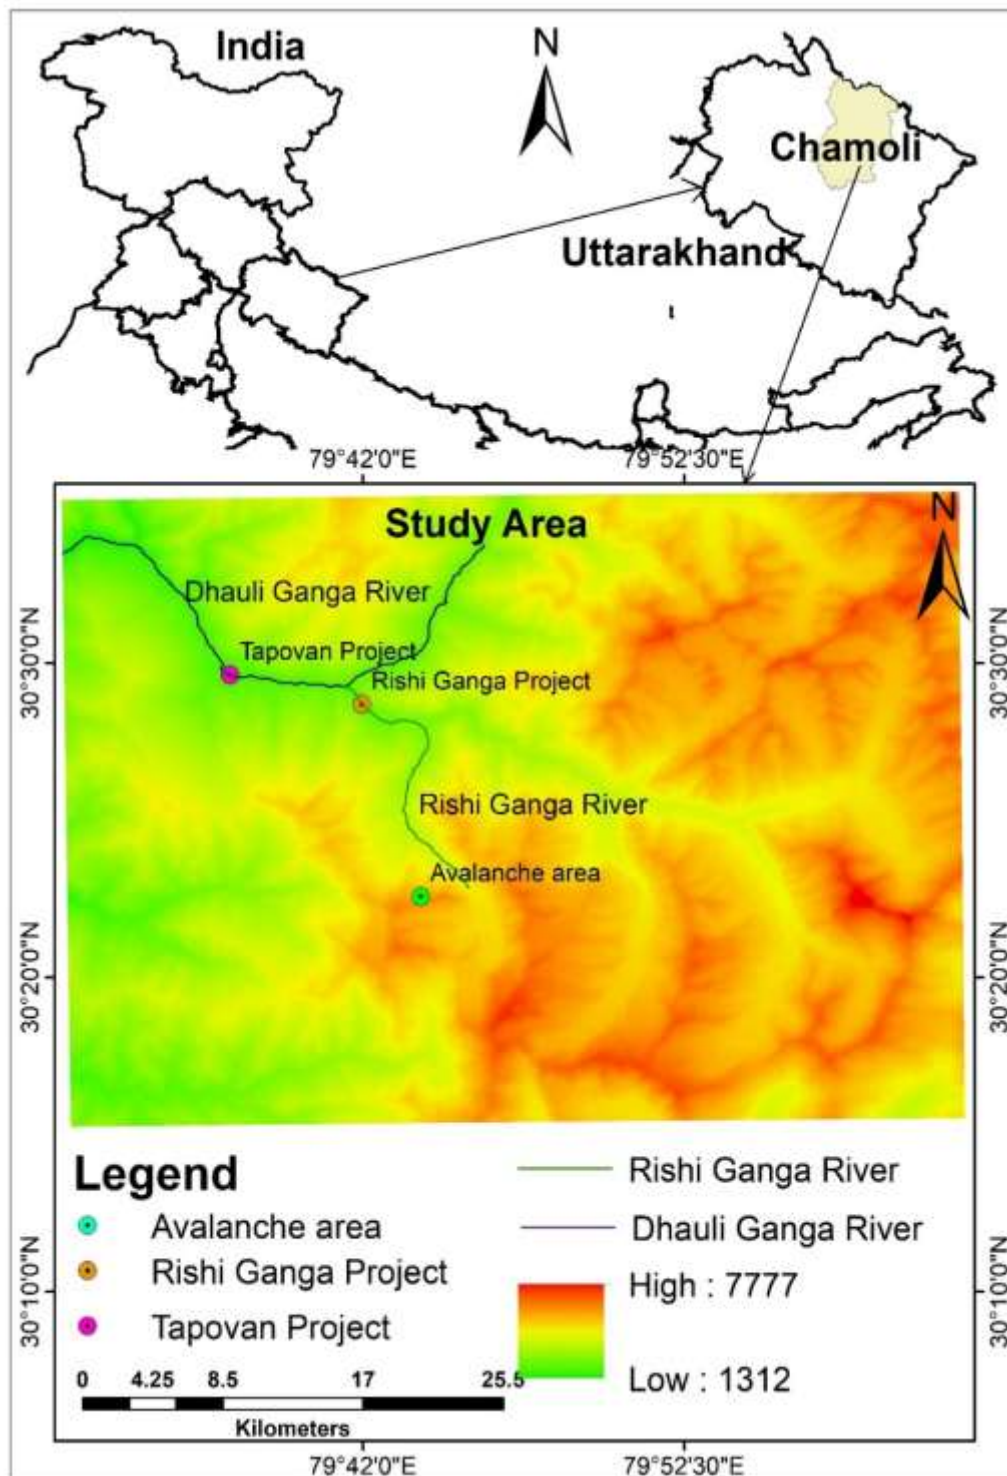 India
N
Chamoli
Uttarakhand
79°42'0"E
79°52'30"E
Study Area
N
Dhauli Ganga River
Tapovan Project
Rishi Ganga Project
30°30'0"N
30°30'0"N
Rishi Ganga River
Avalanche area
30°20'0"N
30°20'0"N
Legend
Avalanche area
Rishi Ganga Project
Tapovan Project
Rishi Ganga River
Dhauli Ganga River
High : 7777
Low : 1312
30°10'0"N
30°10'0"N
0 4.25 8.5 17 25.5
Kilometers
79°42'0"E
79°52'30"E